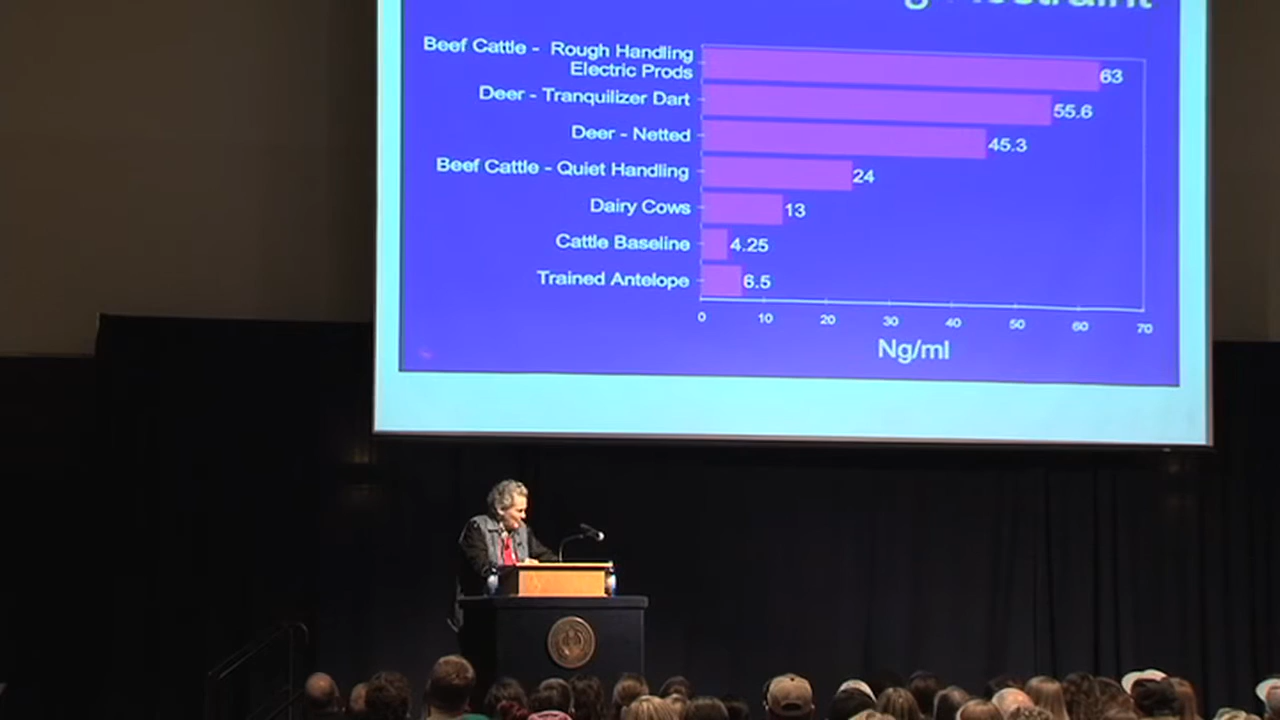 Beef Cattle - Rough Handling
Electric Prods
63
Deer - Tranquilizer Dart
55.6
Deer - Netted
45.3
Beef Cattle - Quiet Handling
24
Dairy Cows
13
Cattle Baseline
4.25
Trained Antelope
6.5
0 10 20 30 40 50 60 70
Ng/ml